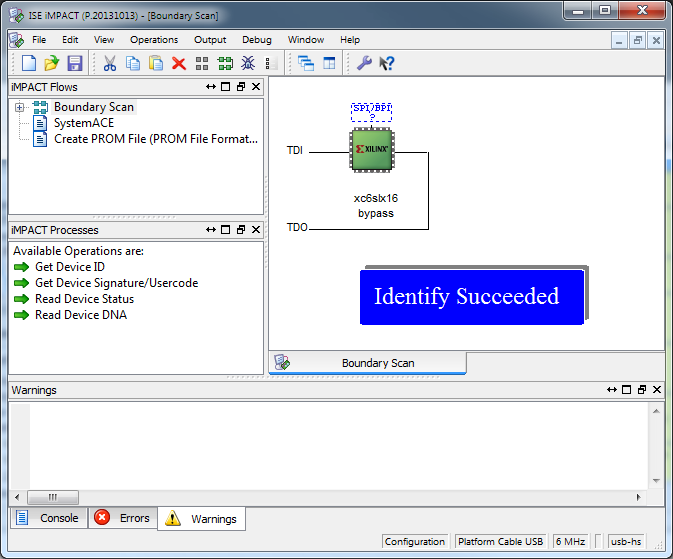 ISE iMPACT (P.20131013) - [Boundary Scan]
File Edit View Operations Output Debug Window Help
iMPACT Flows
Boundary Scan
SystemACE
Create PROM File (PROM File Format...
iMPACT Processes
Available Operations are:
Get Device ID
Get Device Signature/Usercode
Read Device Status
Read Device DNA
SPI/BPI
?
TDI
XILINX
xc6slx16
bypass
TDO
Identify Succeeded
Boundary Scan
Warnings
Console Errors Warnings
Configuration Platform Cable USB 6 MHz usb-hs